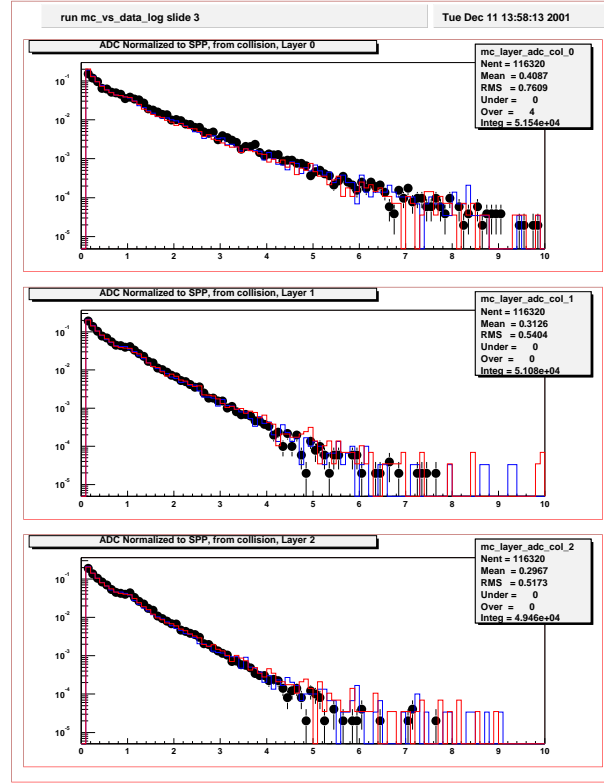 run mc_vs_data_log slide 3
Tue Dec 11 13:58:13 2001
ADC Normalized to SPP, from collision, Layer 0
mc_layer_adc_col_0
Nent = 116320
Mean = 0.4087
RMS = 0.7609
Under = 0
Over = 4
Integ = 5.154e+04
10-1
10-2
10-3
10-4
10-5
0 1 2 3 4 5 6 7 8 9 10
ADC Normalized to SPP, from collision, Layer 1
mc_layer_adc_col_1
Nent = 116320
Mean = 0.3126
RMS = 0.5404
Under = 0
Over = 0
Integ = 5.108e+04
10-1
10-2
10-3
10-4
10-5
0 1 2 3 4 5 6 7 8 9 10
ADC Normalized to SPP, from collision, Layer 2
mc_layer_adc_col_2
Nent = 116320
Mean = 0.2967
RMS = 0.5173
Under = 0
Over = 0
Integ = 4.946e+04
10-1
10-2
10-3
10-4
10-5
0 1 2 3 4 5 6 7 8 9 10